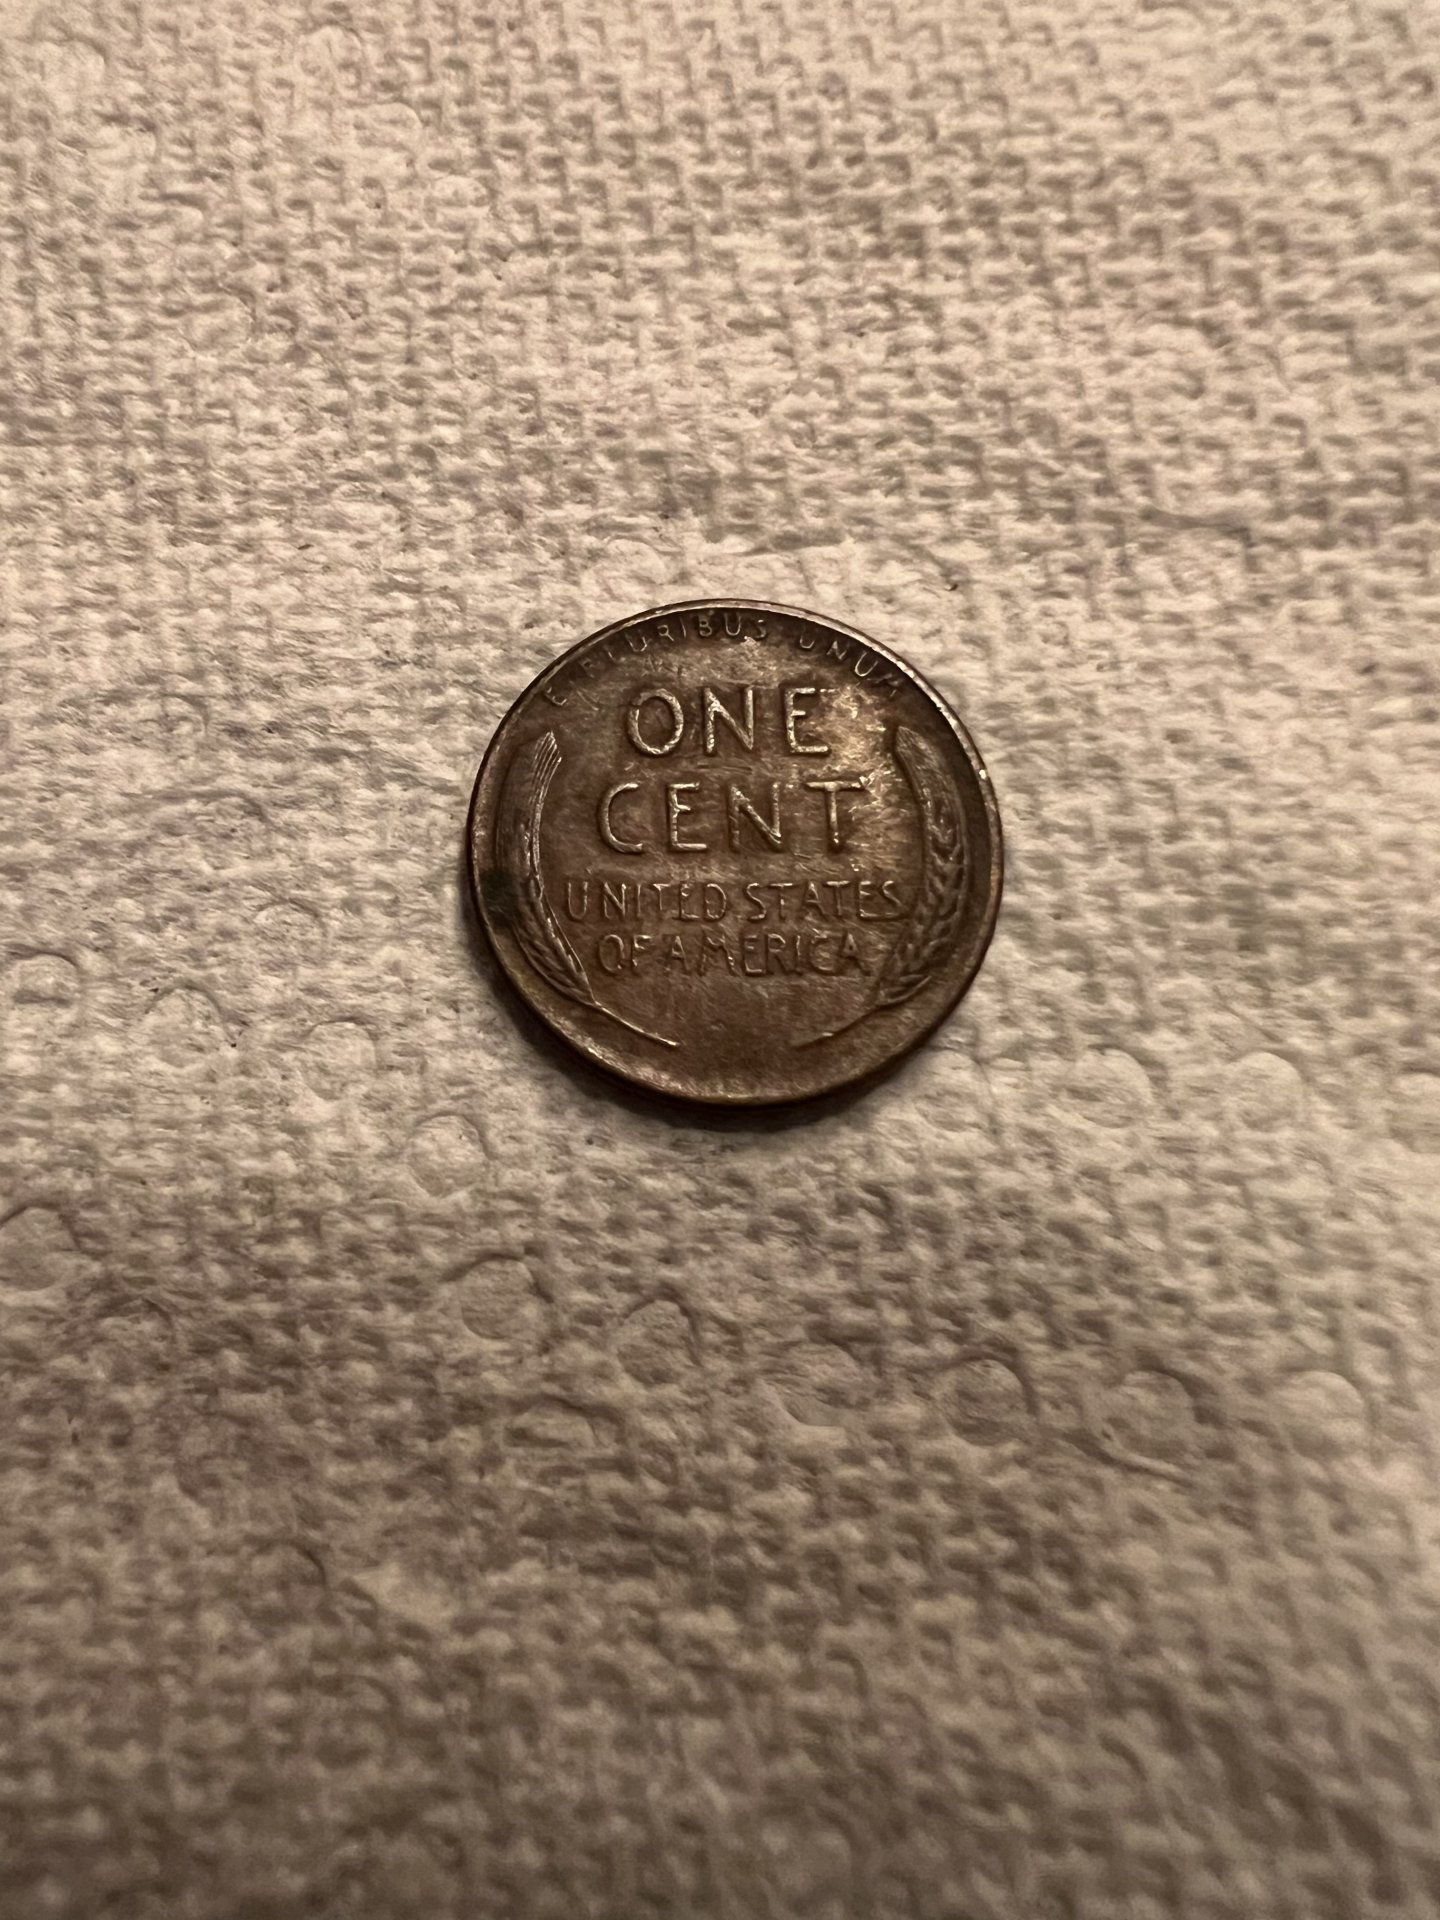 E PLURIBUS UNUM
ONE
CENT
UNITED STATES
OF AMERICA